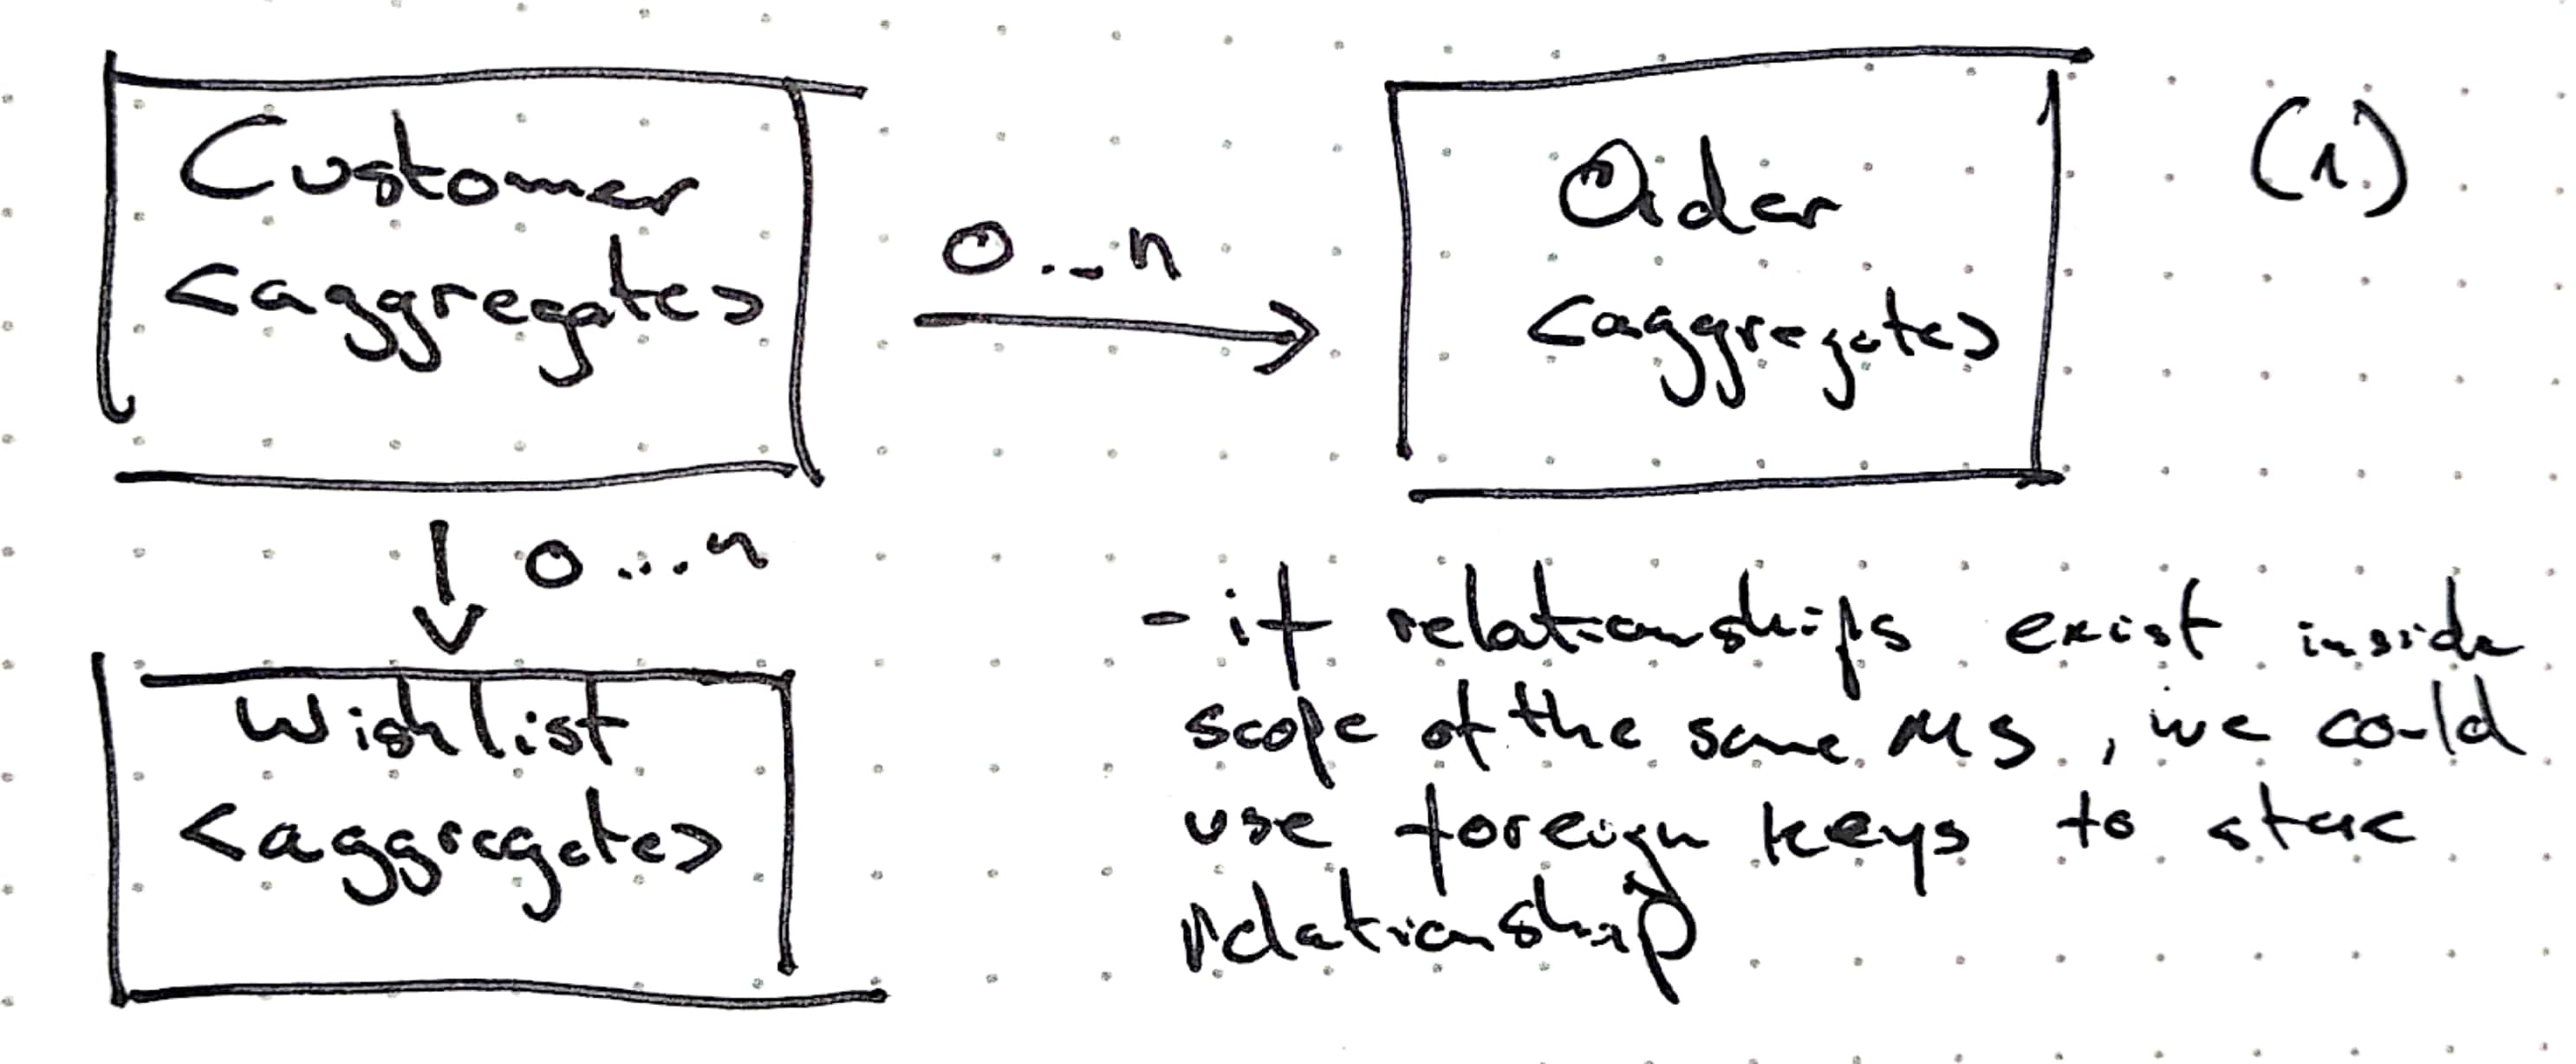 Customer
<aggregate>
0...n
Order
<aggregate>
(1.)
0...n
Wishlist
<aggregate>
- if relationships exist inside
scope of the same MS, we could
use foreign keys to store
relationship